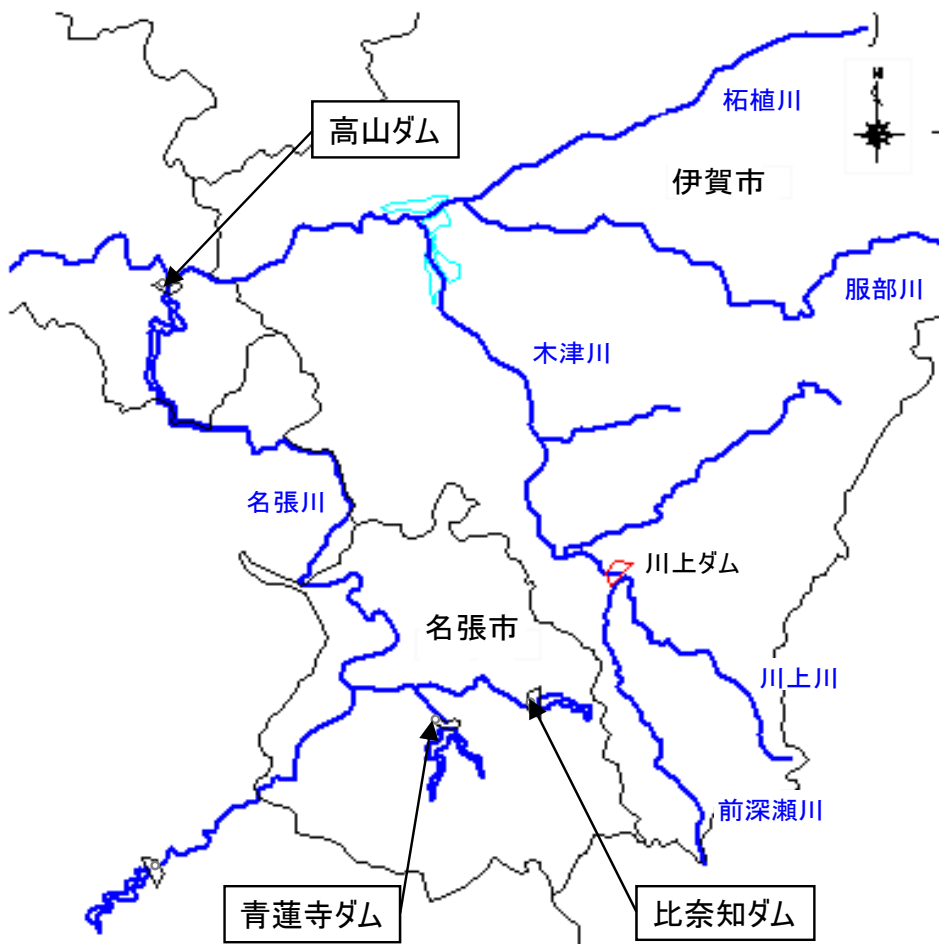 柘植川
高山ダム
N
伊賀市
服部川
木津川
名張川
川上ダム
名張市
川上川
前深瀬川
青蓮寺ダム
比奈知ダム